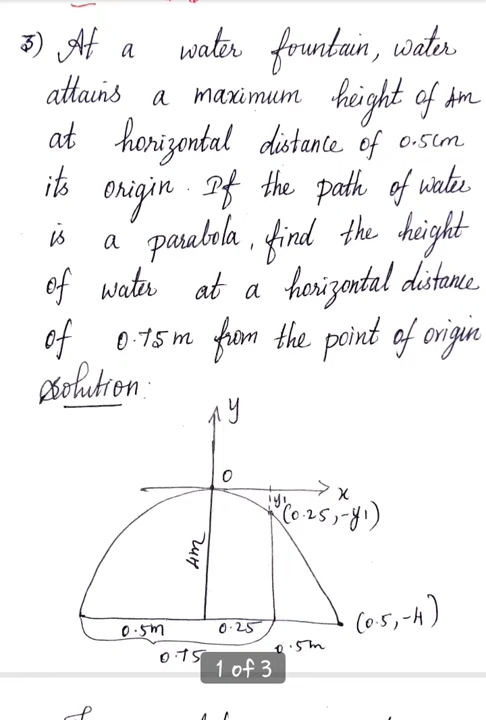 3) At a water fountain, water
attains a maximum height of 4m
at horizontal distance of 0.5cm
its origin. If the path of water
is a parabola, find the height
of water at a horizontal distance
of 0.75m from the point of origin
Solution:
y
O
x
y1
(0.25, -y1)
4m
0.5m 0.25 (0.5, -4)
0.75 0.5m
1 of 3